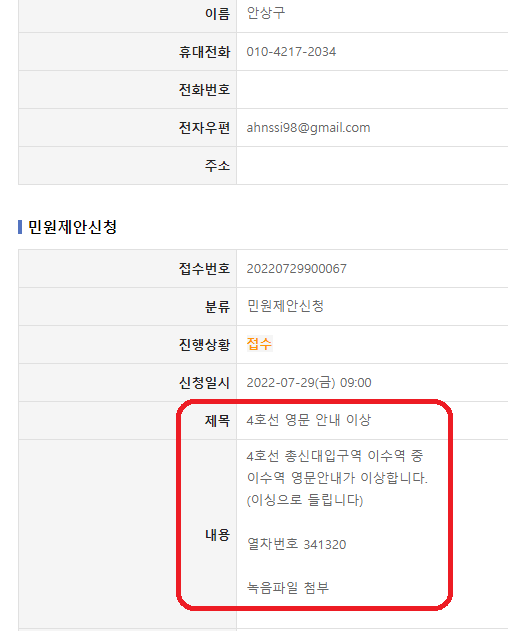 이름 안상구
휴대전화 010-4217-2034
전화번호
전자우편 ahnssi98@gmail.com
주소
민원제안신청
접수번호 20220729900067
분류 민원제안신청
진행상황 접수
신청일시 2022-07-29(금) 09:00
제목 4호선 영문 안내 이상
내용
4호선 총신대입구역 이수역 중
이수역 영문안내가 이상합니다.
(이싱으로 들립니다)
열차번호 341320
녹음파일 첨부